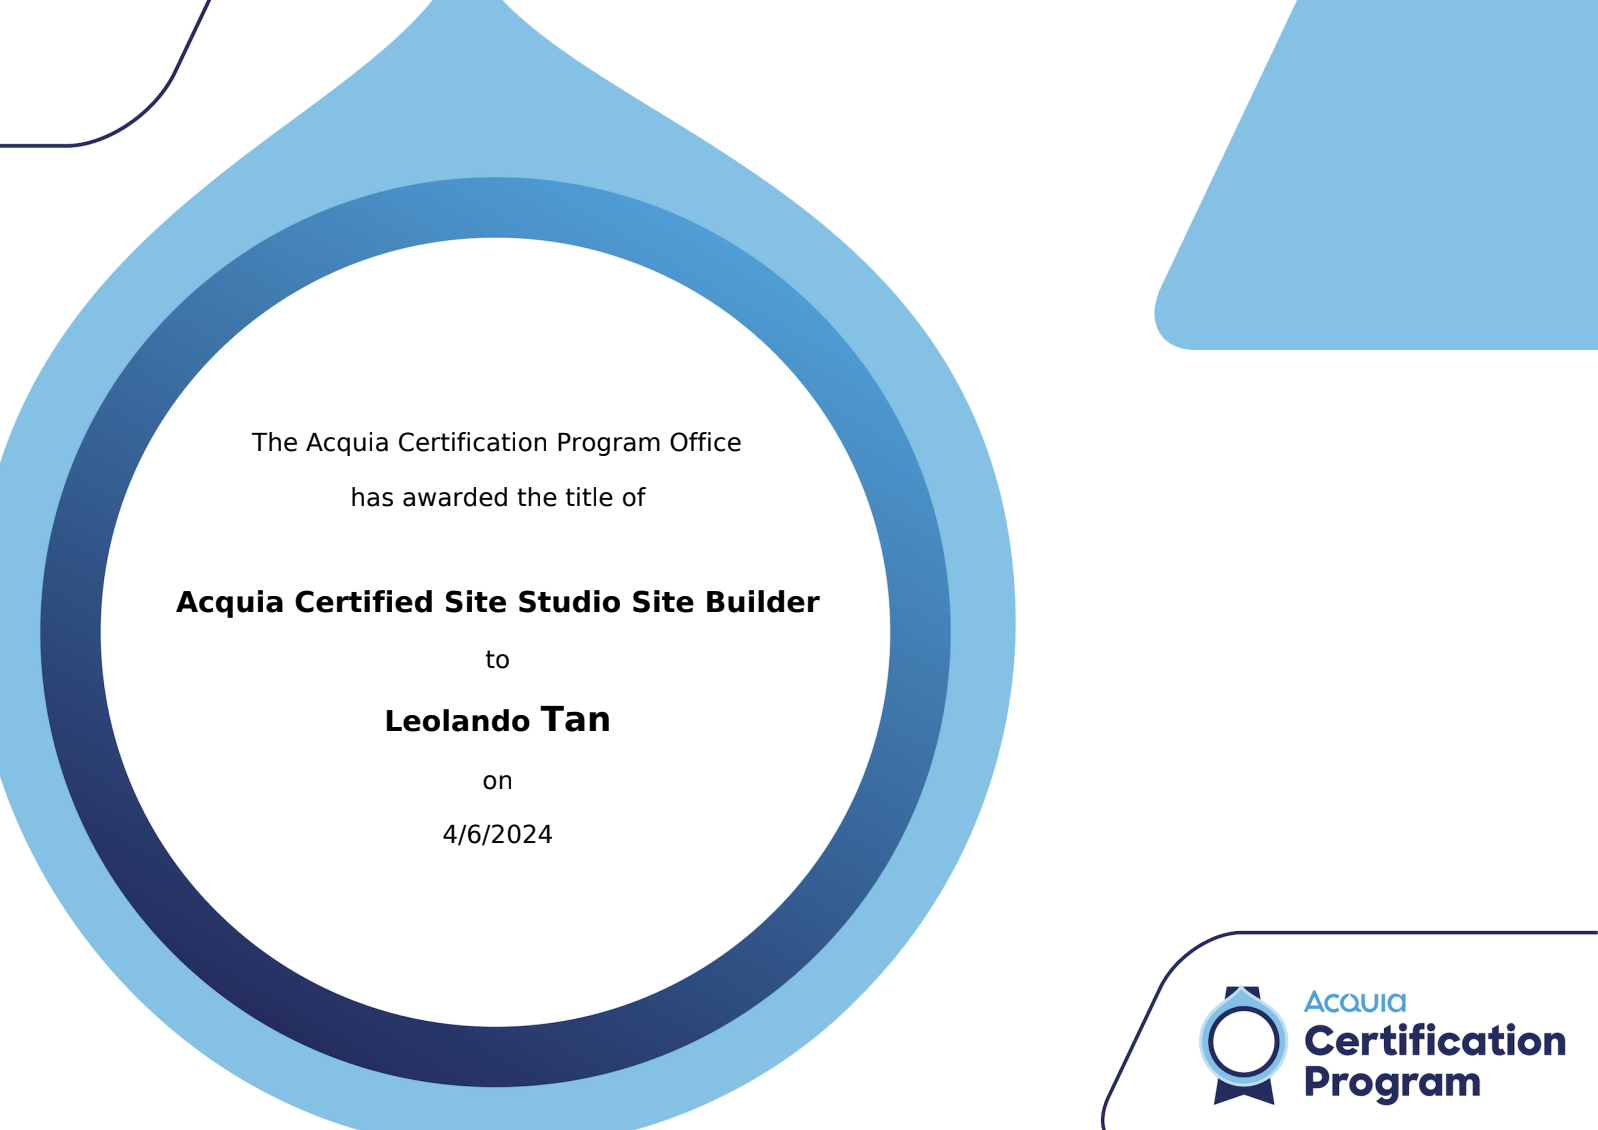 The Acquia Certification Program Office
has awarded the title of
Acquia Certified Site Studio Site Builder
to
Leolando Tan
on
4/6/2024
Acquia
Certification
Program